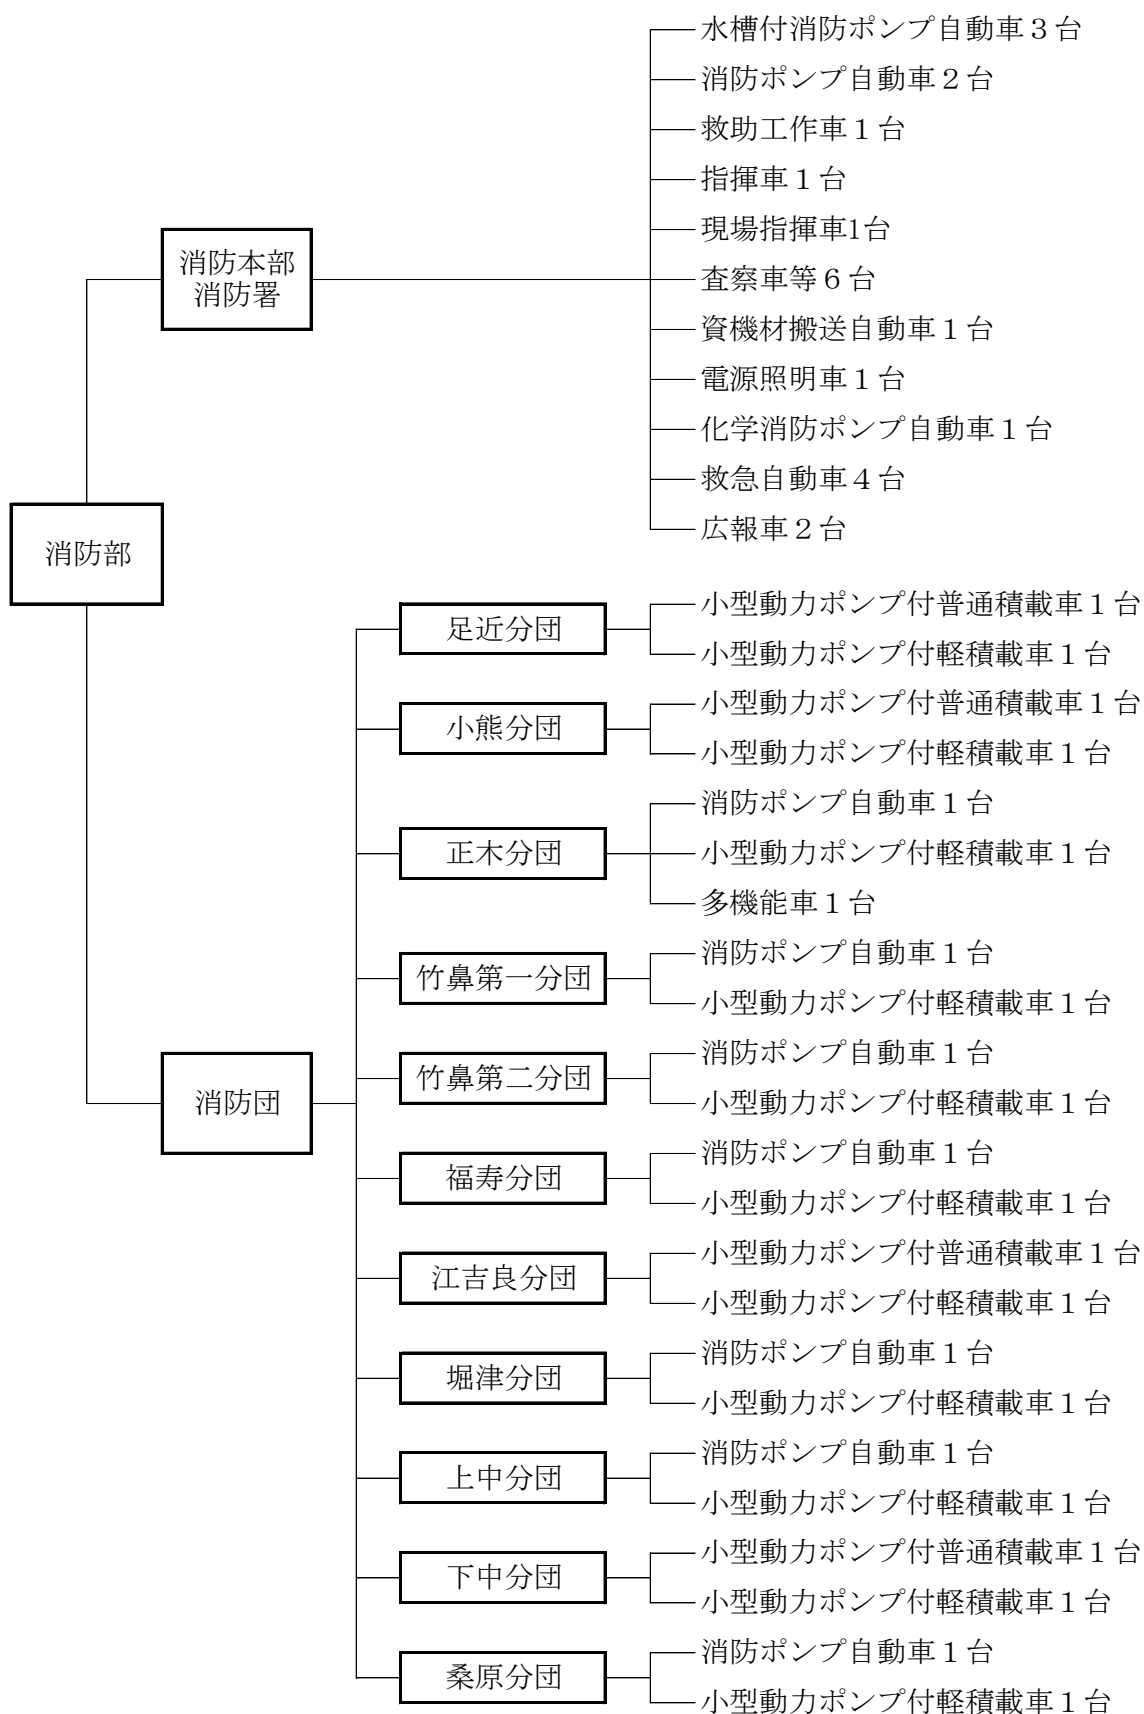 水槽付消防ポンプ自動車３台
消防ポンプ自動車２台
救助工作車１台
指揮車１台
現場指揮車1台
消防本部
消防署
査察車等６台
資機材搬送自動車１台
電源照明車１台
化学消防ポンプ自動車１台
救急自動車４台
広報車２台
消防部
足近分団
小型動力ポンプ付普通積載車１台
小型動力ポンプ付軽積載車１台
小熊分団
小型動力ポンプ付普通積載車１台
小型動力ポンプ付軽積載車１台
正木分団
消防ポンプ自動車１台
小型動力ポンプ付軽積載車１台
多機能車１台
竹鼻第一分団
消防ポンプ自動車１台
小型動力ポンプ付軽積載車１台
消防団
竹鼻第二分団
消防ポンプ自動車１台
小型動力ポンプ付軽積載車１台
福寿分団
消防ポンプ自動車１台
小型動力ポンプ付軽積載車１台
江吉良分団
小型動力ポンプ付普通積載車１台
小型動力ポンプ付軽積載車１台
堀津分団
消防ポンプ自動車１台
小型動力ポンプ付軽積載車１台
上中分団
消防ポンプ自動車１台
小型動力ポンプ付軽積載車１台
下中分団
小型動力ポンプ付普通積載車１台
小型動力ポンプ付軽積載車１台
桑原分団
消防ポンプ自動車１台
小型動力ポンプ付軽積載車１台